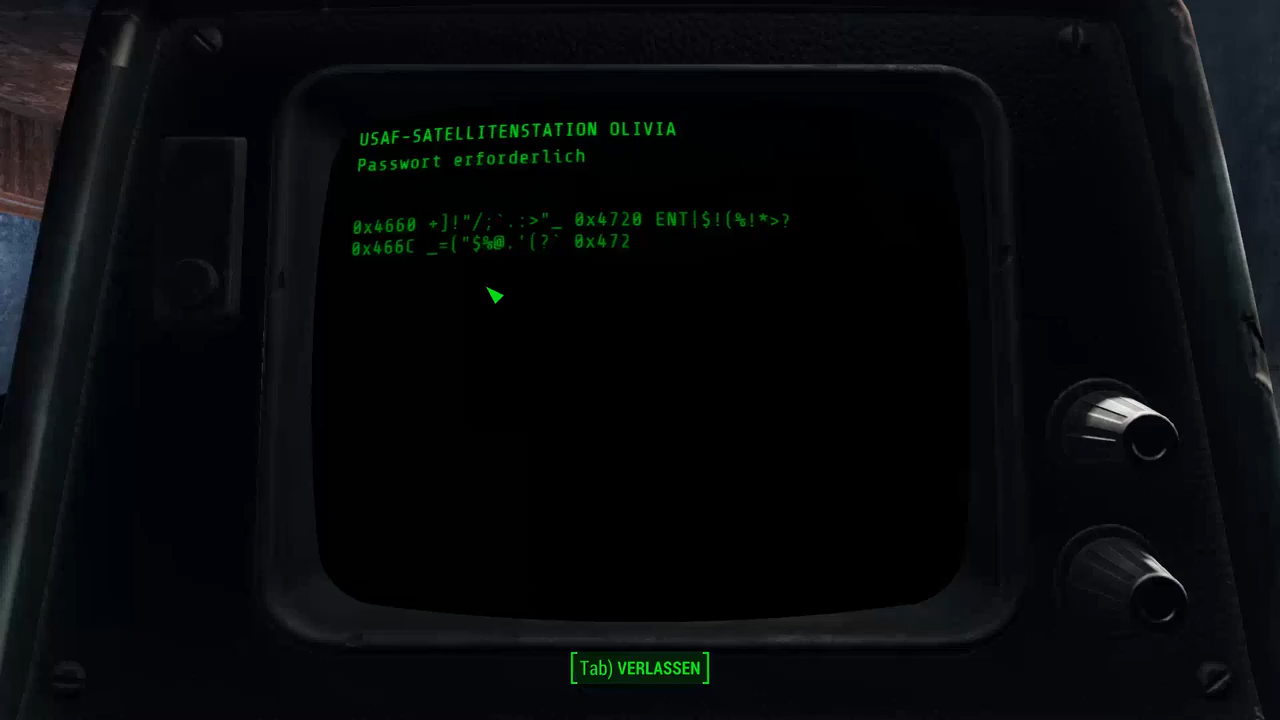 USAF-SATELLITENSTATION OLIVIA
Passwort erforderlich
0x4660 +]!"/;`.:>"_ 0x4720 ENT|$!(%!*>?
0x466C _=("$%@.'(?` 0x472
[Tab) VERLASSEN]